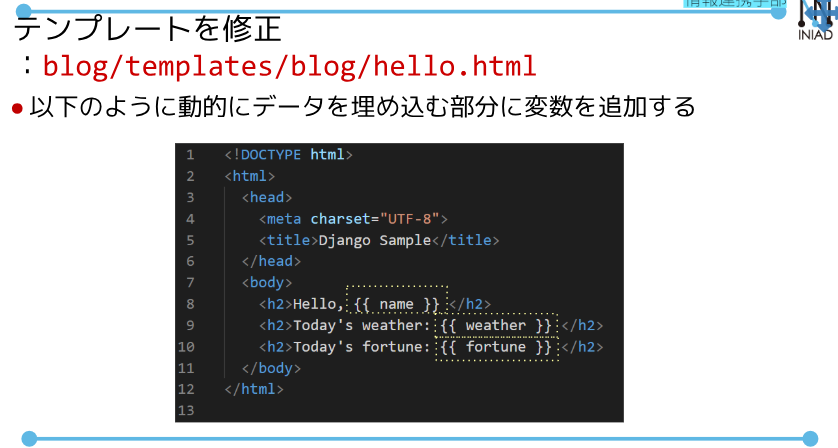 情報連携学部
INIAD
テンプレートを修正
：blog/templates/blog/hello.html
● 以下のように動的にデータを埋め込む部分に変数を追加する
1 <!DOCTYPE html>
2 <html>
3 <head>
4 <meta charset="UTF-8">
5 <title>Django Sample</title>
6 </head>
7 <body>
8 <h2>Hello, {{ name }} </h2>
9 <h2>Today's weather: {{ weather }} </h2>
10 <h2>Today's fortune: {{ fortune }} </h2>
11 </body>
12 </html>
13